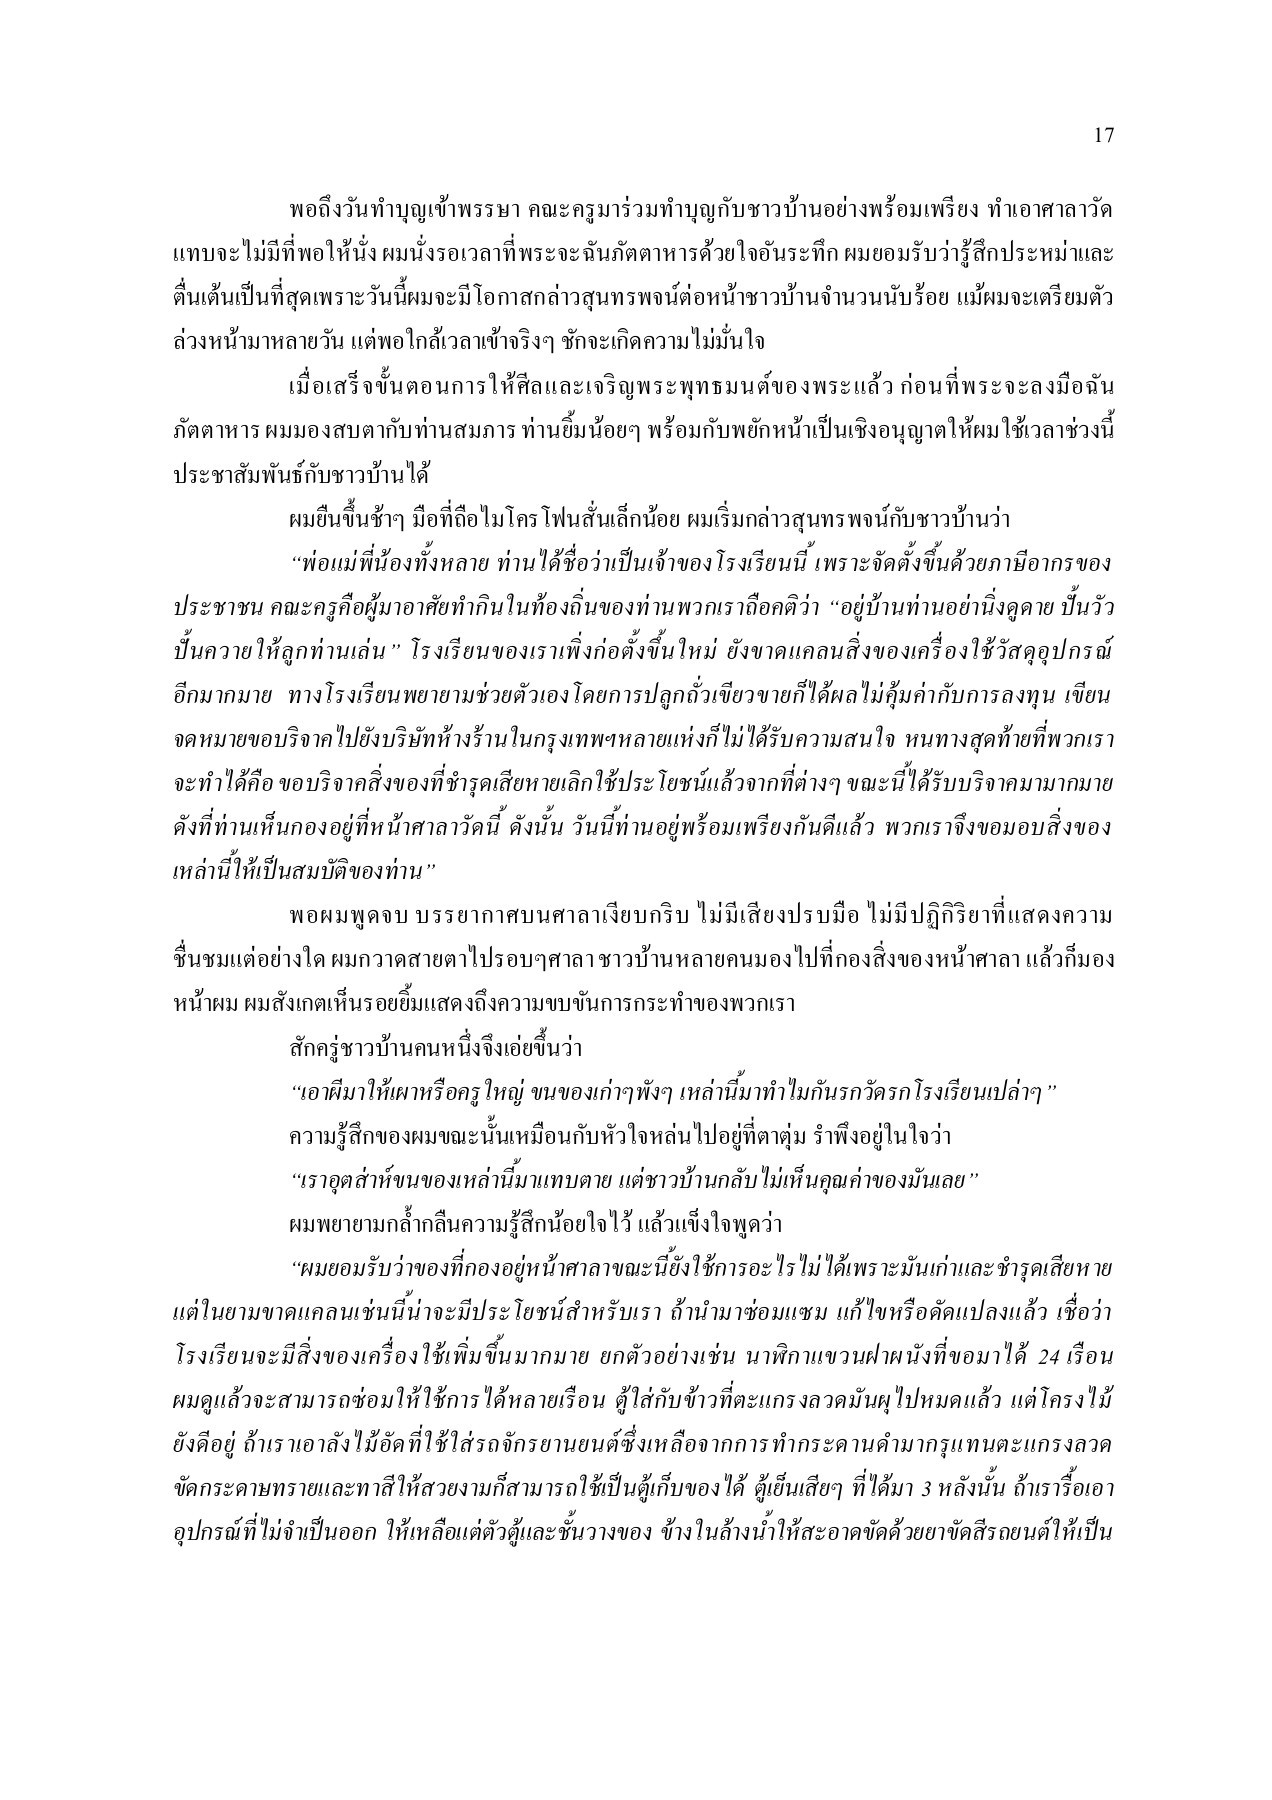 17
พอถึงวันทำบุญเข้าพรรษา คณะครูมาร่วมทำบุญกับชาวบ้านอย่างพร้อมเพรียง ทำเอาศาลาวัด
แทบจะไม่มีที่พอให้นั่ง ผมนั่งรอเวลาที่พระจะฉันภัตตาหารด้วยใจอันระทึก ผมยอมรับว่ารู้สึกประหม่าและ
ตื่นเต้นเป็นที่สุดเพราะวันนี้ผมจะมีโอกาสกล่าวสุนทรพจน์ต่อหน้าชาวบ้านจำนวนนับร้อย แม้ผมจะเตรียมตัว
ล่วงหน้ามาหลายวัน แต่พอใกล้เวลาเข้าจริงๆ ชักจะเกิดความไม่มั่นใจ
เมื่อเสร็จขั้นตอนการให้ศีลและเจริญพระพุทธมนต์ของพระแล้ว ก่อนที่พระจะลงมือฉัน
ภัตตาหาร ผมมองสบตากับท่านสมภาร ท่านยิ้มน้อยๆ พร้อมกับพยักหน้าเป็นเชิงอนุญาตให้ผมใช้เวลาช่วงนี้
ประชาสัมพันธ์กับชาวบ้านได้
ผมยืนขึ้นช้าๆ มือที่ถือไมโครโฟนสั่นเล็กน้อย ผมเริ่มกล่าวสุนทรพจน์กับชาวบ้านว่า
“พ่อแม่พี่น้องทั้งหลาย ท่านได้ชื่อว่าเป็นเจ้าของโรงเรียนนี้ เพราะจัดตั้งขึ้นด้วยภาษีอากรของ
ประชาชน คณะครูคือผู้มาอาศัยทำกินในท้องถิ่นของท่านพวกเราถือคติว่า “อยู่บ้านท่านอย่านิ่งดูดาย ปั้นวัว
ปั้นควายให้ลูกท่านเล่น” โรงเรียนของเราเพิ่งก่อตั้งขึ้นใหม่ ยังขาดแคลนสิ่งของเครื่องใช้วัสดุอุปกรณ์
อีกมากมาย ทางโรงเรียนพยายามช่วยตัวเองโดยการปลูกถั่วเขียวขายก็ได้ผลไม่คุ้มค่ากับการลงทุน เขียน
จดหมายขอบริจาคไปยังบริษัทห้างร้านในกรุงเทพฯหลายแห่งก็ไม่ได้รับความสนใจ หนทางสุดท้ายที่พวกเรา
จะทำได้คือ ขอบริจาคสิ่งของที่ชำรุดเสียหายเลิกใช้ประโยชน์แล้วจากที่ต่างๆ ขณะนี้ได้รับบริจาคมามากมาย
ดังที่ท่านเห็นกองอยู่ที่หน้าศาลาวัดนี้ ดังนั้น วันนี้ท่านอยู่พร้อมเพรียงกันดีแล้ว พวกเราจึงขอมอบสิ่งของ
เหล่านี้ให้เป็นสมบัติของท่าน”
พอผมพูดจบ บรรยากาศบนศาลาเงียบกริบ ไม่มีเสียงปรบมือ ไม่มีปฏิกิริยาที่แสดงความ
ชื่นชมแต่อย่างใด ผมกวาดสายตาไปรอบๆศาลา ชาวบ้านหลายคนมองไปที่กองสิ่งของหน้าศาลา แล้วก็มอง
หน้าผม ผมสังเกตเห็นรอยยิ้มแสดงถึงความขบขันการกระทำของพวกเรา
สักครู่ชาวบ้านคนหนึ่งจึงเอ่ยขึ้นว่า
“เอาผีมาให้เผาหรือครูใหญ่ ขนของเก่าๆพังๆ เหล่านี้มาทำไมกันรกวัดรกโรงเรียนเปล่าๆ”
ความรู้สึกของผมขณะนั้นเหมือนกับหัวใจหล่นไปอยู่ที่ตาตุ่ม รำพึงอยู่ในใจว่า
“เราอุตส่าห์ขนของเหล่านี้มาแทบตาย แต่ชาวบ้านกลับไม่เห็นคุณค่าของมันเลย”
ผมพยายามกล้ำกลืนความรู้สึกน้อยใจไว้ แล้วแข็งใจพูดว่า
“ผมยอมรับว่าของที่กองอยู่หน้าศาลาขณะนี้ยังใช้การอะไรไม่ได้เพราะมันเก่าและชำรุดเสียหาย
แต่ในยามขาดแคลนเช่นนี้น่าจะมีประโยชน์สำหรับเรา ถ้านำมาซ่อมแซม แก้ไขหรือดัดแปลงแล้ว เชื่อว่า
โรงเรียนจะมีสิ่งของเครื่องใช้เพิ่มขึ้นมากมาย ยกตัวอย่างเช่น นาฬิกาแขวนฝาผนังที่ขอมาได้ 24 เรือน
ผมดูแล้วจะสามารถซ่อมให้ใช้การได้หลายเรือน ตู้ใส่กับข้าวที่ตะแกรงลวดมันผุไปหมดแล้ว แต่โครงไม้
ยังดีอยู่ ถ้าเราเอาลังไม้อัดที่ใช้ใส่รถจักรยานยนต์ซึ่งเหลือจากการทำกระดานดำมากรุแทนตะแกรงลวด
ขัดกระดาษทรายและทาสีให้สวยงามก็สามารถใช้เป็นตู้เก็บของได้ ตู้เย็นเสียๆ ที่ได้มา 3 หลังนั้น ถ้าเรารื้อเอา
อุปกรณ์ที่ไม่จำเป็นออก ให้เหลือแต่ตัวตู้และชั้นวางของ ข้างในล้างน้ำให้สะอาดขัดด้วยยาขัดสีรถยนต์ให้เป็น